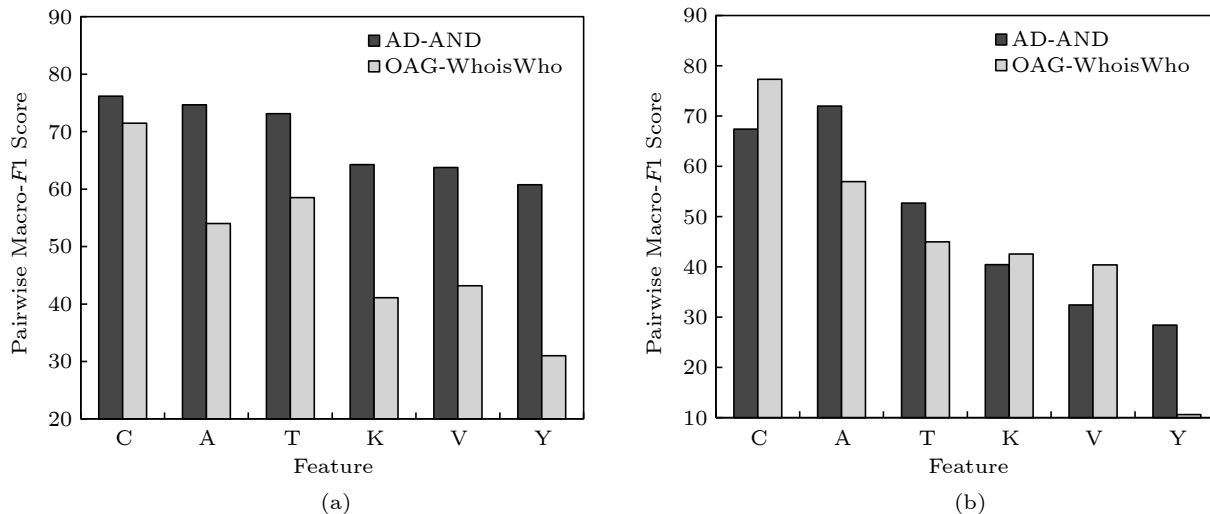 90
80
70
60
50
40
30
20
Pairwise Macro-F1 Score
AD-AND
OAG-WhoisWho
C A T K V Y
Feature
(a)
90
80
70
60
50
40
30
20
10
Pairwise Macro-F1 Score
AD-AND
OAG-WhoisWho
C A T K V Y
Feature
(b)